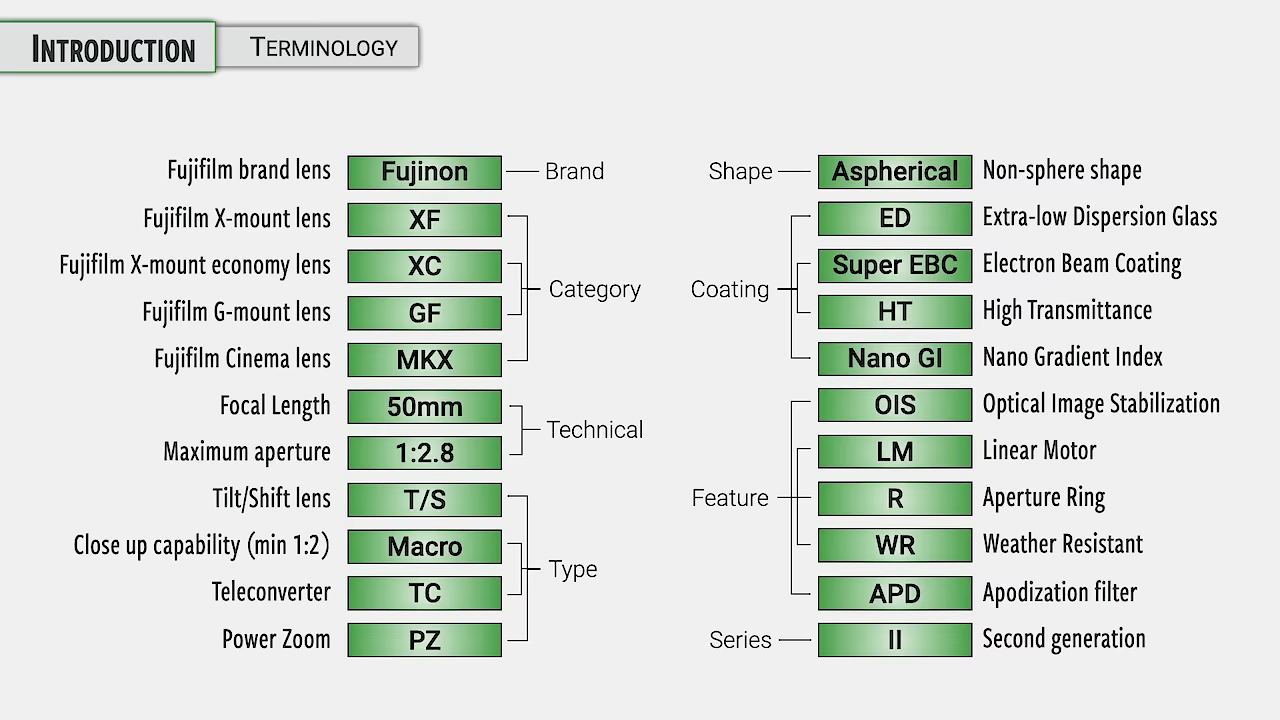 INTRODUCTION
TERMINOLOGY
Fujifilm brand lens Fujinon Brand
Fujifilm X-mount lens XF
Fujifilm X-mount economy lens XC
Category
Fujifilm G-mount lens GF
Fujifilm Cinema lens MKX
Focal Length 50mm
Technical
Maximum aperture 1:2.8
Tilt/Shift lens T/S
Close up capability (min 1:2) Macro
Type
Teleconverter TC
Power Zoom PZ
Shape Aspherical Non-sphere shape
ED Extra-low Dispersion Glass
Super EBC Electron Beam Coating
Coating
HT High Transmittance
Nano GI Nano Gradient Index
OIS Optical Image Stabilization
LM Linear Motor
Feature R Aperture Ring
WR Weather Resistant
APD Apodization filter
Series II Second generation